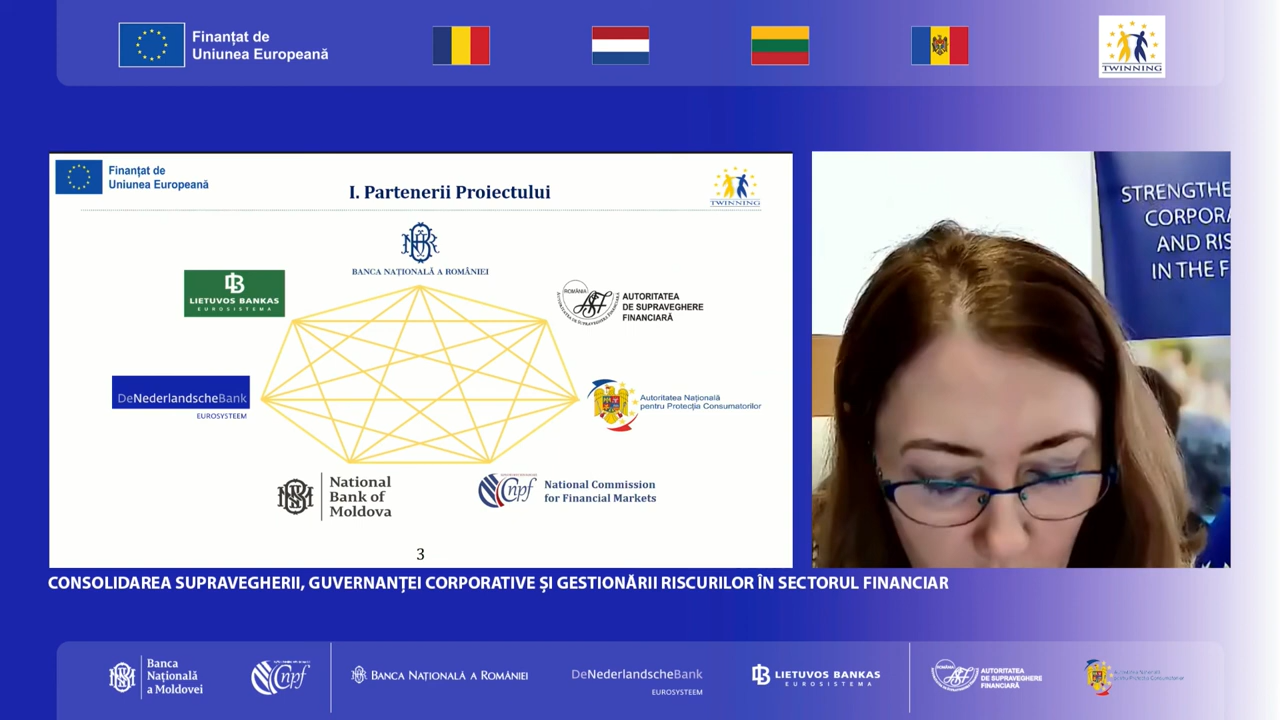 Finanțat de
Uniunea Europeană
TWINNING
Finanțat de
Uniunea Europeană
I. Partenerii Proiectului
TWINNING
BANCA NAȚIONALĂ A ROMÂNIEI
LIETUVOS BANKAS
EUROSISTEMA
ROMÂNIA
AUTORITATEA
DE SUPRAVEGHERE
FINANCIARĂ
DeNederlandscheBank
EUROSYSTEEM
Autoritatea Națională
pentru Protecția Consumatorilor
National
Bank of
Moldova
cnpf
National Commission
for Financial Markets
3
STRENGTHE
CORPORA
AND RIS
IN THE F
CONSOLIDAREA SUPRAVEGHERII, GUVERNANȚEI CORPORATIVE ȘI GESTIONĂRII RISCURILOR ÎN SECTORUL FINANCIAR
Banca
Națională
a Moldovei
cnpf
BANCA NAȚIONALĂ A ROMÂNIEI
DeNederlandscheBank
EUROSYSTEEM
LIETUVOS BANKAS
EUROSISTEMA
AUTORITATEA
DE SUPRAVEGHERE
FINANCIARĂ